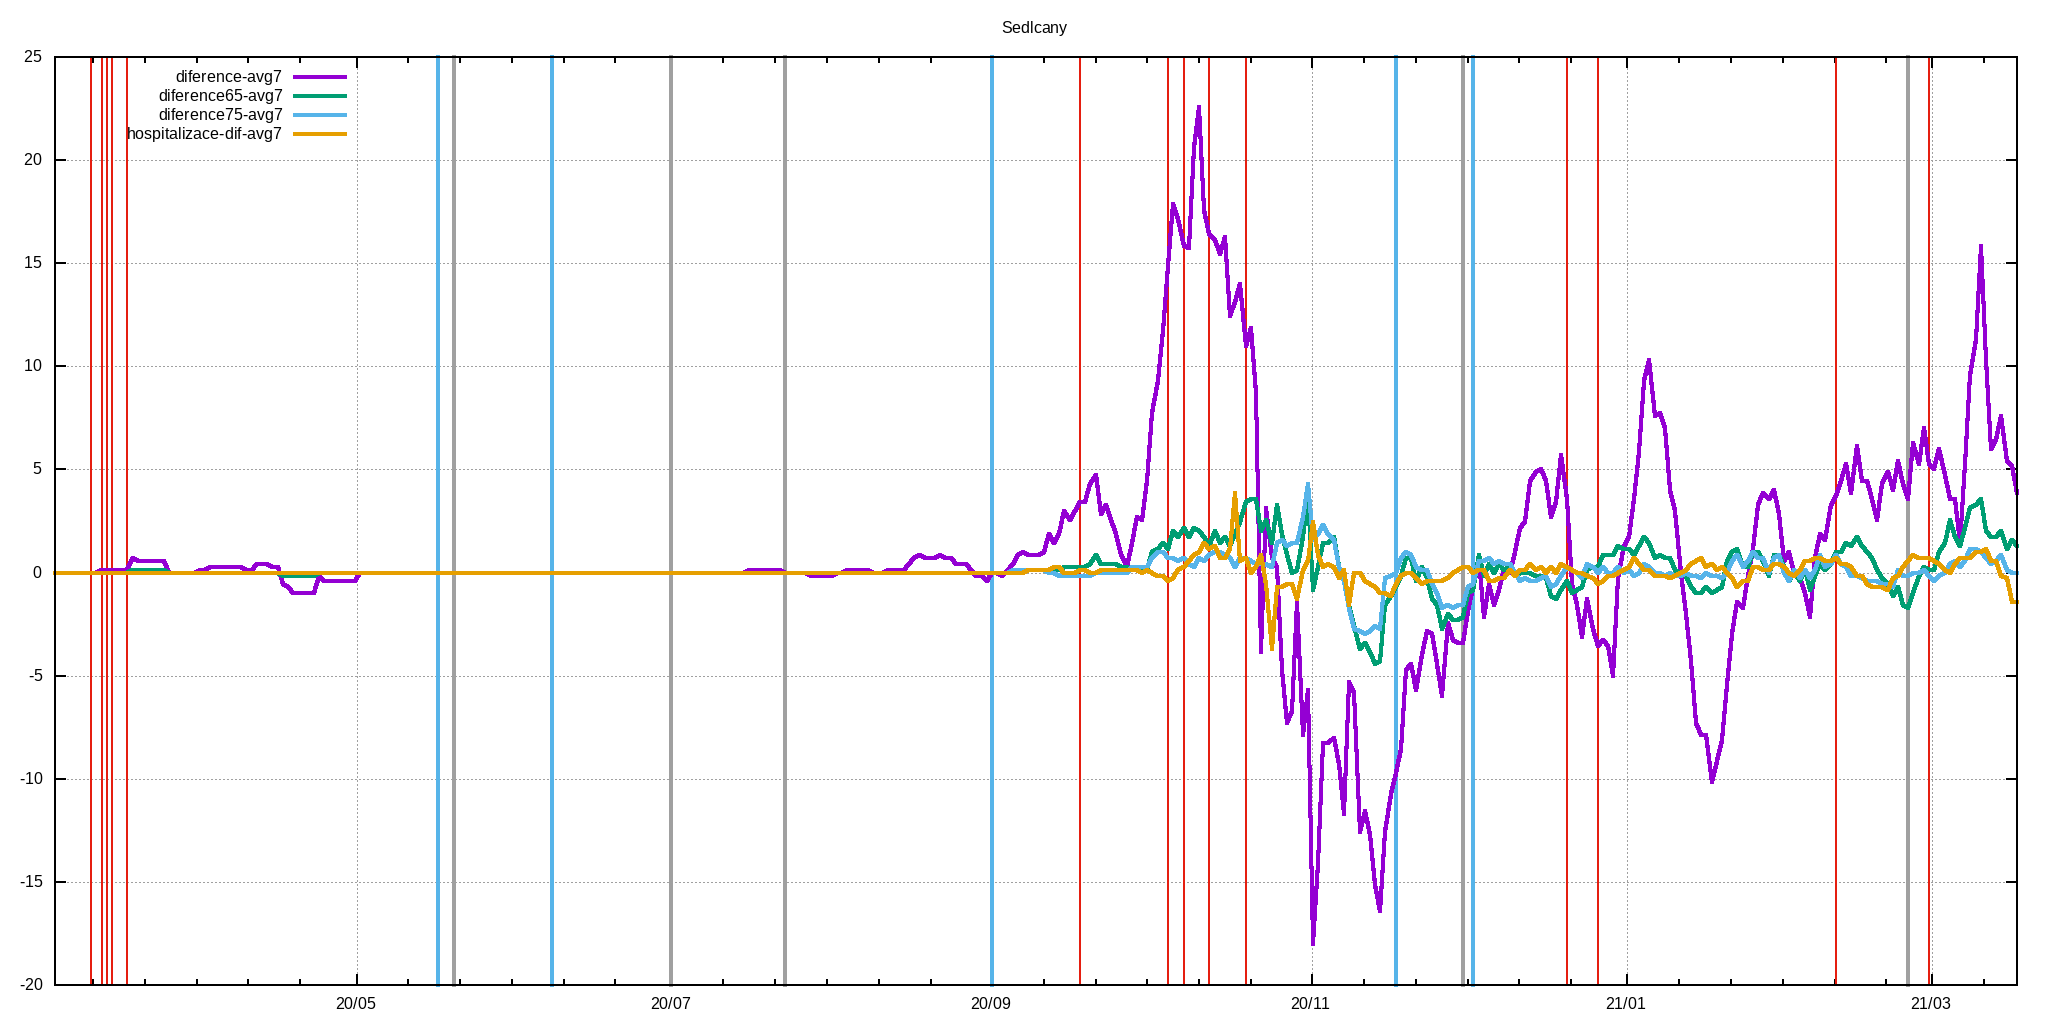 Sedlcany
diference-avg7
diference65-avg7
diference75-avg7
hospitalizace-dif-avg7
25
20
15
10
5
0
-5
-10
-15
-20
20/05 20/07 20/09 20/11 21/01 21/03